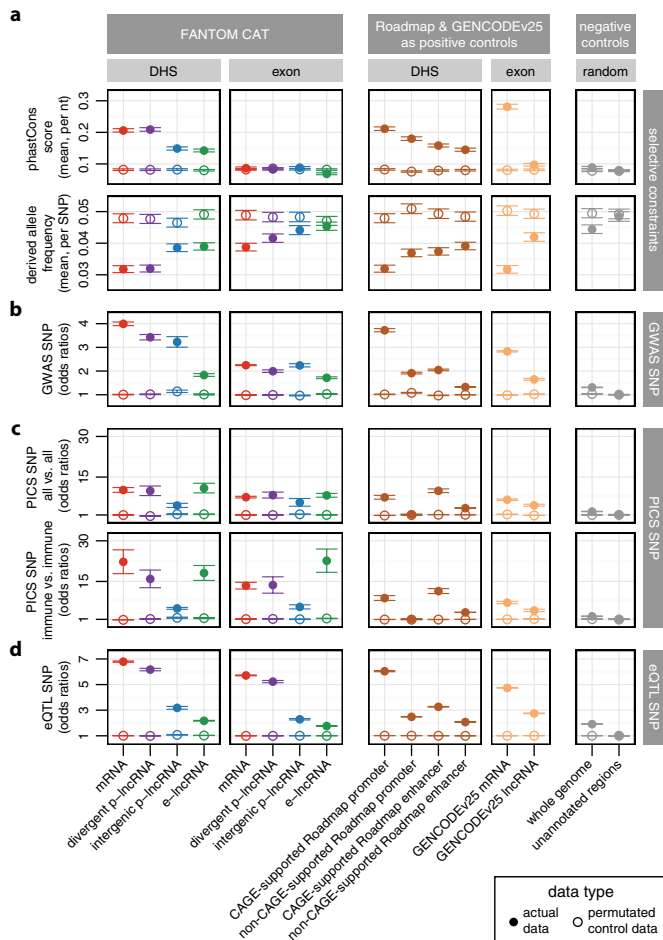 a
FANTOM CAT
Roadmap & GENCODEv25
as positive controls
negative
controls
DHS
exon
DHS
exon
random
phastCons
score
(mean, per nt)
0.3
0.2
0.1
derived allele
frequency
(mean, per SNP)
0.05
0.04
0.03
selective constraints
b
GWAS SNP
(odds ratios)
4
3
2
1
GWAS SNP
c
PICS SNP
all vs. all
(odds ratios)
30
15
1
PICS SNP
immune vs. immune
(odds ratios)
30
15
1
PICS SNP
d
eQTL SNP
(odds ratios)
7
5
3
1
eQTL SNP
mRNA
divergent p–lncRNA
intergenic p–lncRNA
e–lncRNA
mRNA
divergent p–lncRNA
intergenic p–lncRNA
e–lncRNA
CAGE-supported Roadmap promoter
non-CAGE-supported Roadmap promoter
CAGE-supported Roadmap enhancer
non-CAGE-supported Roadmap enhancer
GENCODEv25 mRNA
GENCODEv25 lncRNA
whole genome
unannotated regions
data type
actual
data
permutated
control data